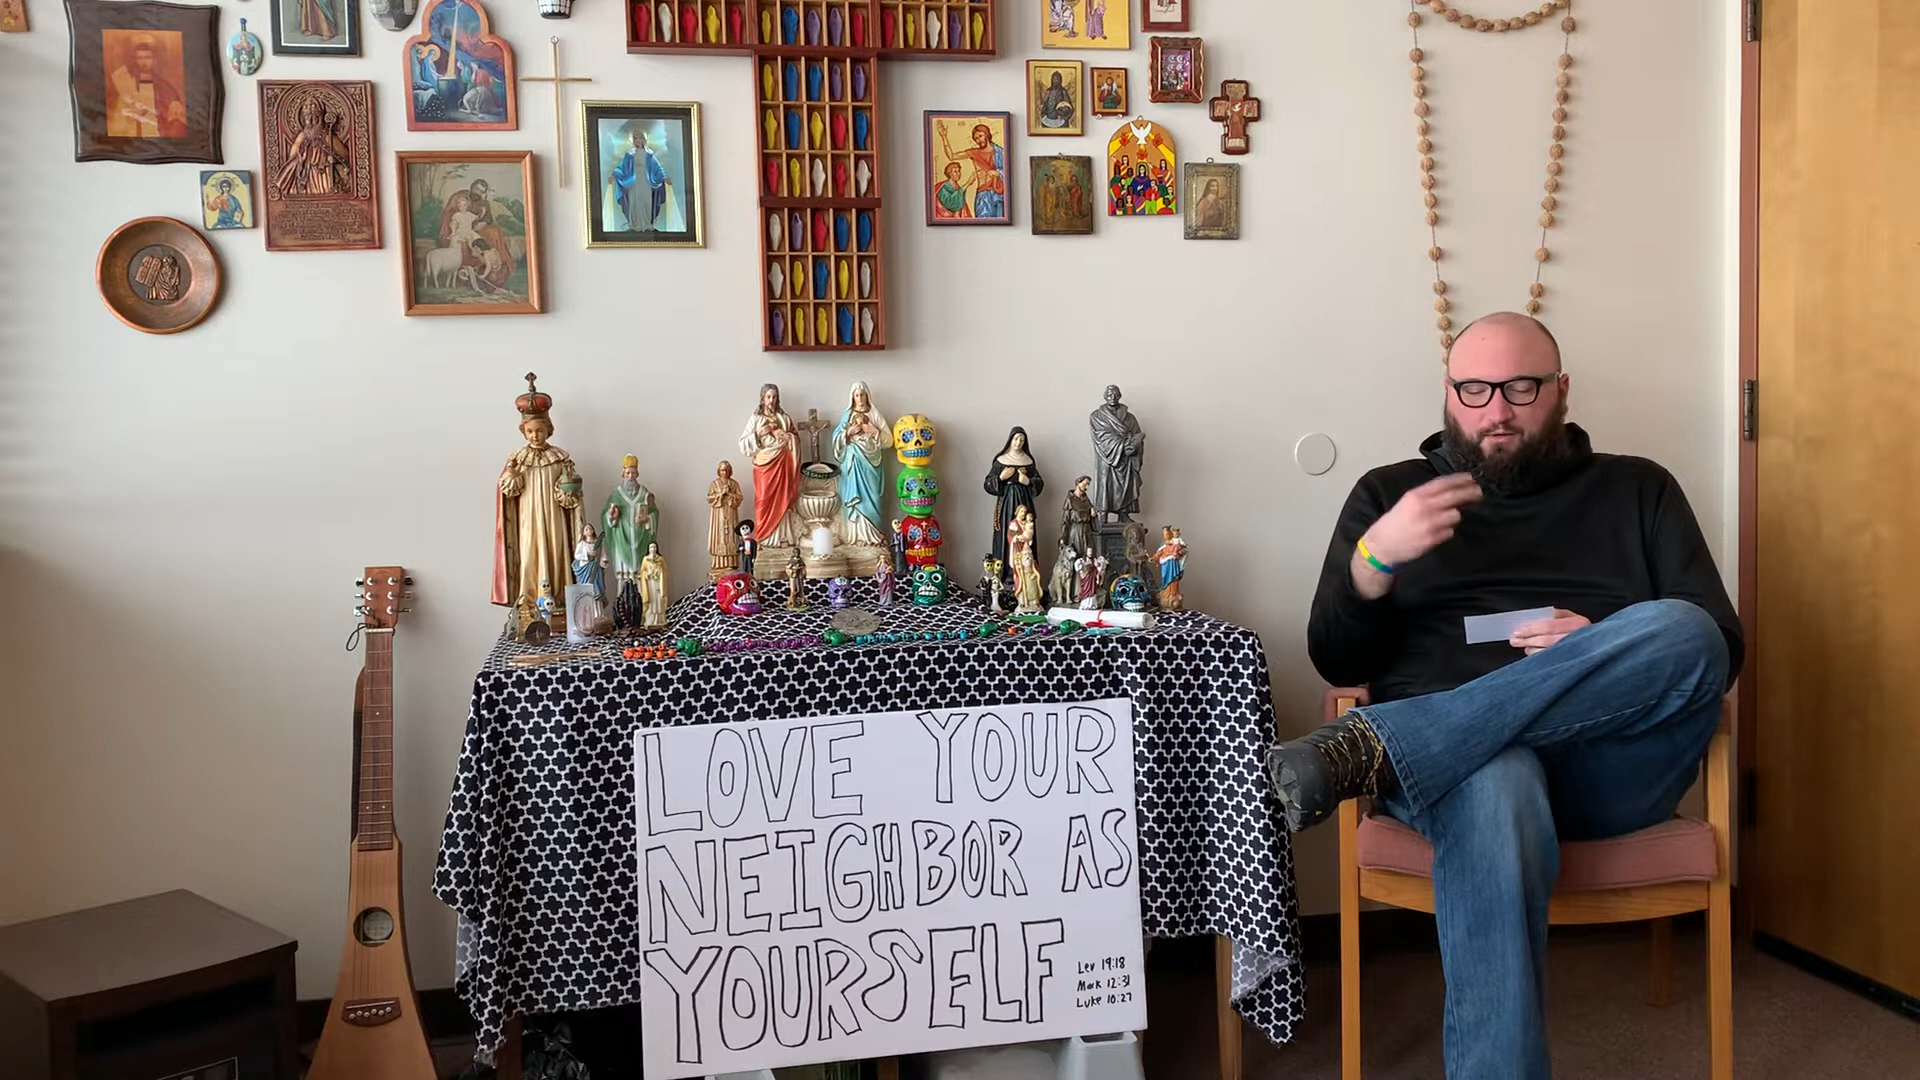 LOVE YOUR
NEIGHBOR AS
YOURSELF
Lev 19:18
Mark 12:31
Luke 10:27